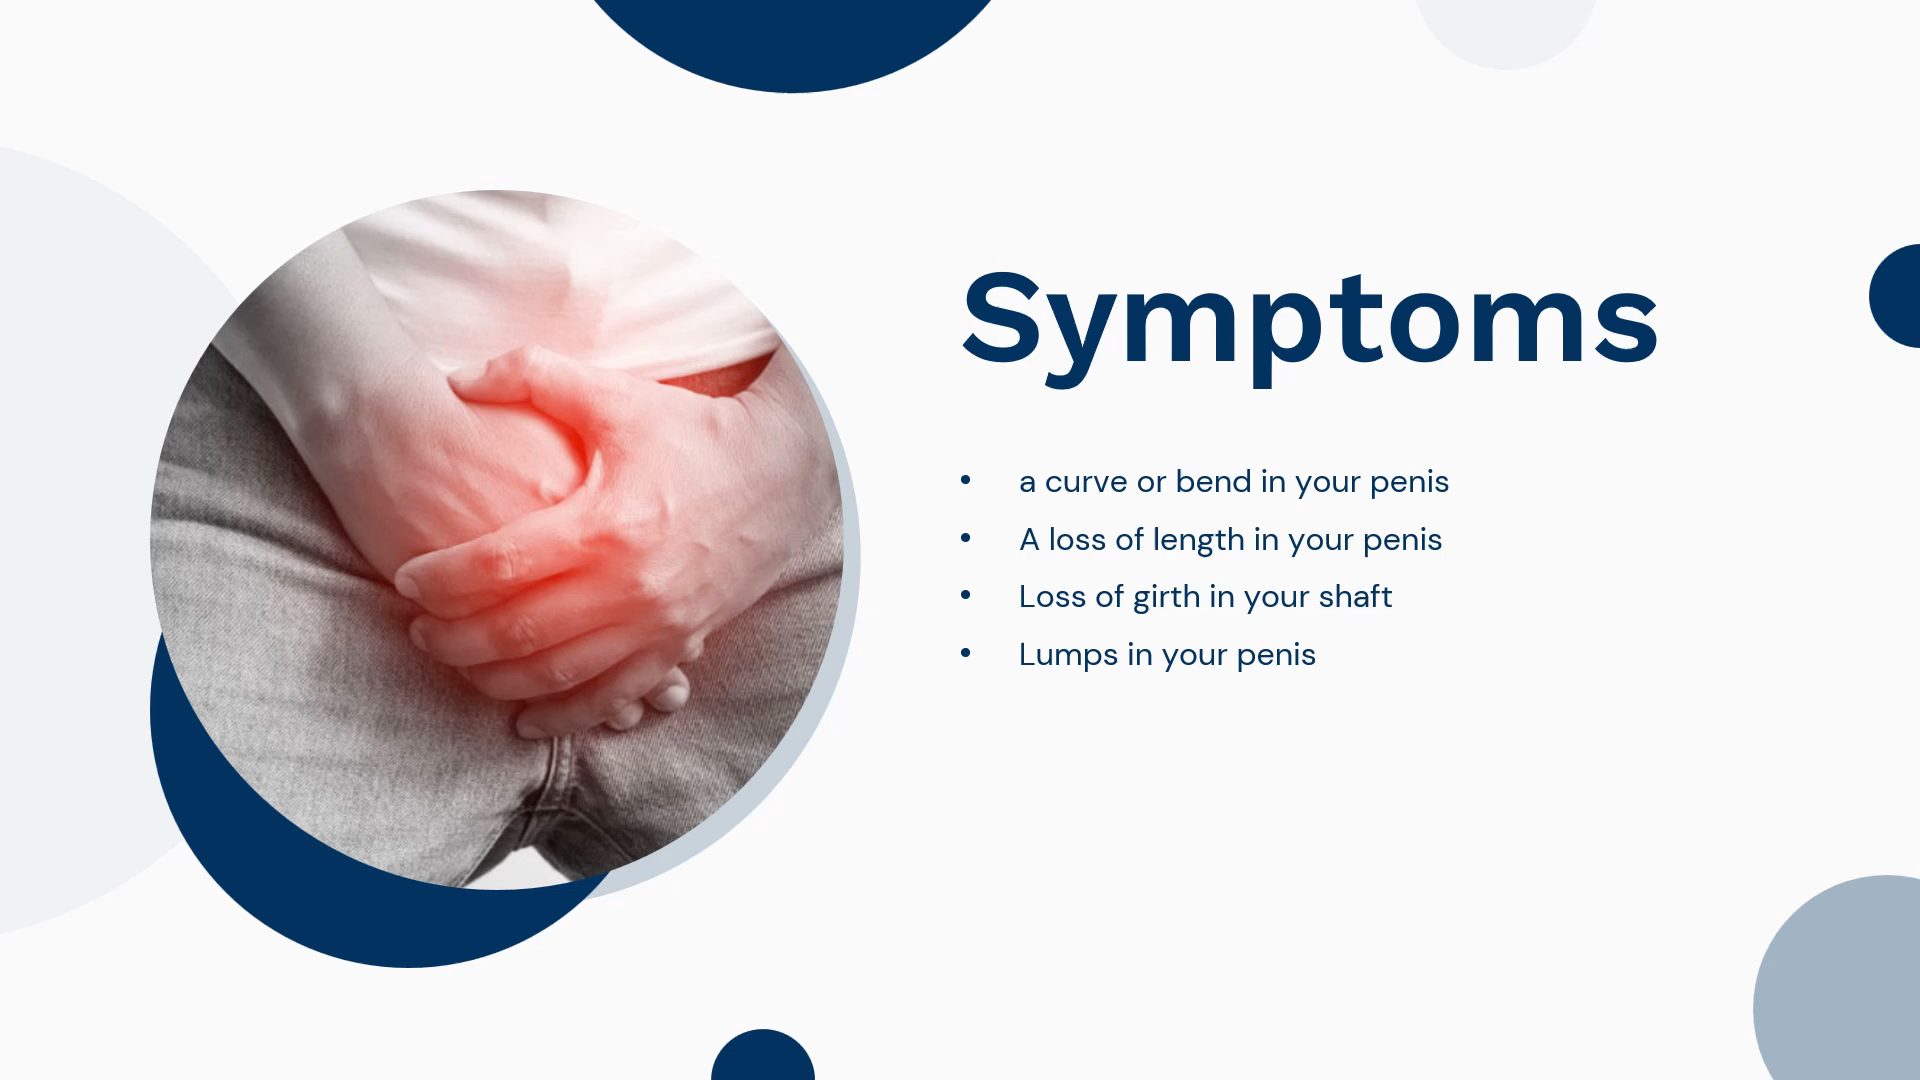 Symptoms
• a curve or bend in your penis
• A loss of length in your penis
• Loss of girth in your shaft
• Lumps in your penis